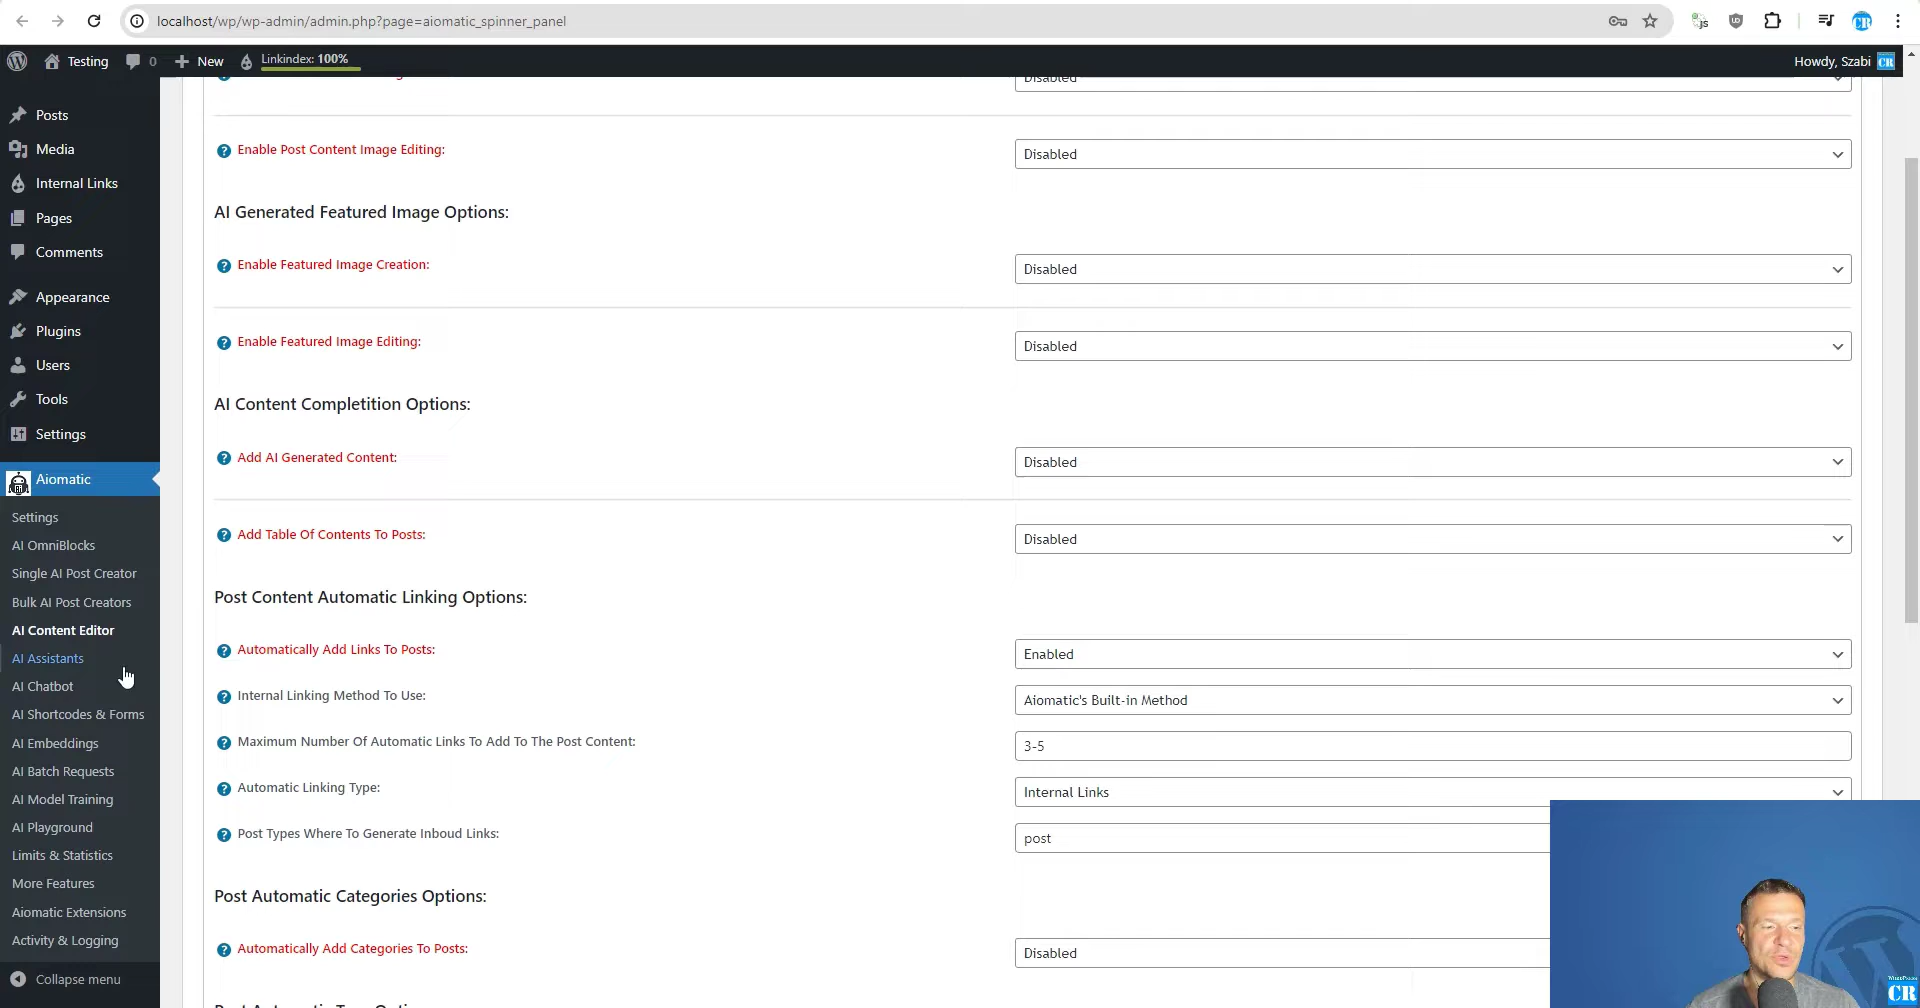 localhost/wp/wp-admin/admin.php?page=aiomatic_spinner_panel
Testing
0
New
Linkindex: 100%
Howdy, Szabi
CR
Posts
Media
Internal Links
Pages
Comments
Appearance
Plugins
Users
Tools
Settings
Aiomatic
Settings
AI OmniBlocks
Single AI Post Creator
Bulk AI Post Creators
AI Content Editor
AI Assistants
AI Chatbot
AI Shortcodes & Forms
AI Embeddings
AI Batch Requests
AI Model Training
AI Playground
Limits & Statistics
More Features
Aiomatic Extensions
Activity & Logging
Collapse menu
Disabled
Enable Post Content Image Editing:
Disabled
AI Generated Featured Image Options:
Enable Featured Image Creation:
Disabled
Enable Featured Image Editing:
Disabled
AI Content Completition Options:
Add AI Generated Content:
Disabled
Add Table Of Contents To Posts:
Disabled
Post Content Automatic Linking Options:
Automatically Add Links To Posts:
Enabled
Internal Linking Method To Use:
Aiomatic's Built-in Method
Maximum Number Of Automatic Links To Add To The Post Content:
3-5
Automatic Linking Type:
Internal Links
Post Types Where To Generate Inboud Links:
post
Post Automatic Categories Options:
Automatically Add Categories To Posts:
Disabled
CR